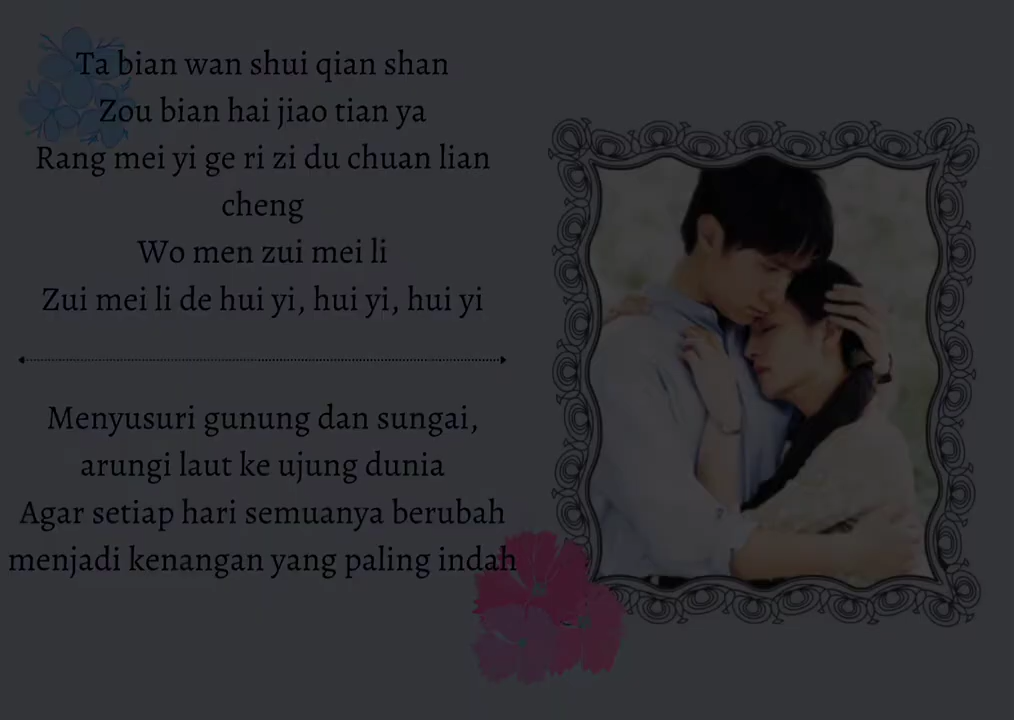 Ta bian wan shui qian shan
Zou bian hai jiao tian ya
Rang mei yi ge ri zi du chuan lian
cheng
Wo men zui mei li
Zui mei li de hui yi, hui yi, hui yi
Menyusuri gunung dan sungai,
arungi laut ke ujung dunia
Agar setiap hari semuanya berubah
menjadi kenangan yang paling indah